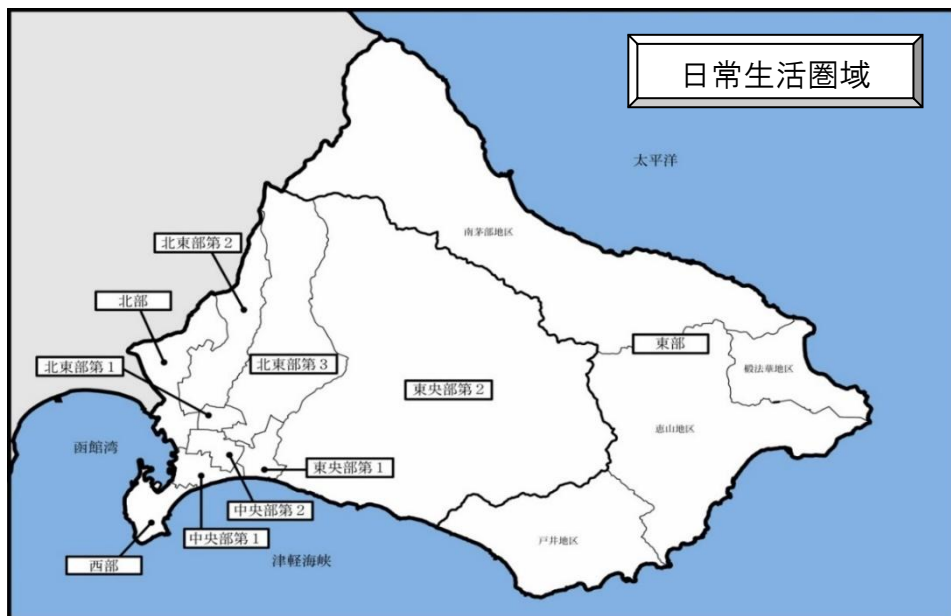 日常生活圏域
太平洋
南茅部地区
北東部第２
北部
東部
北東部第１
北東部第３
椴法華地区
東央部第２
恵山地区
函館湾
東央部第１
中央部第２
中央部第１
戸井地区
津軽海峡
西部